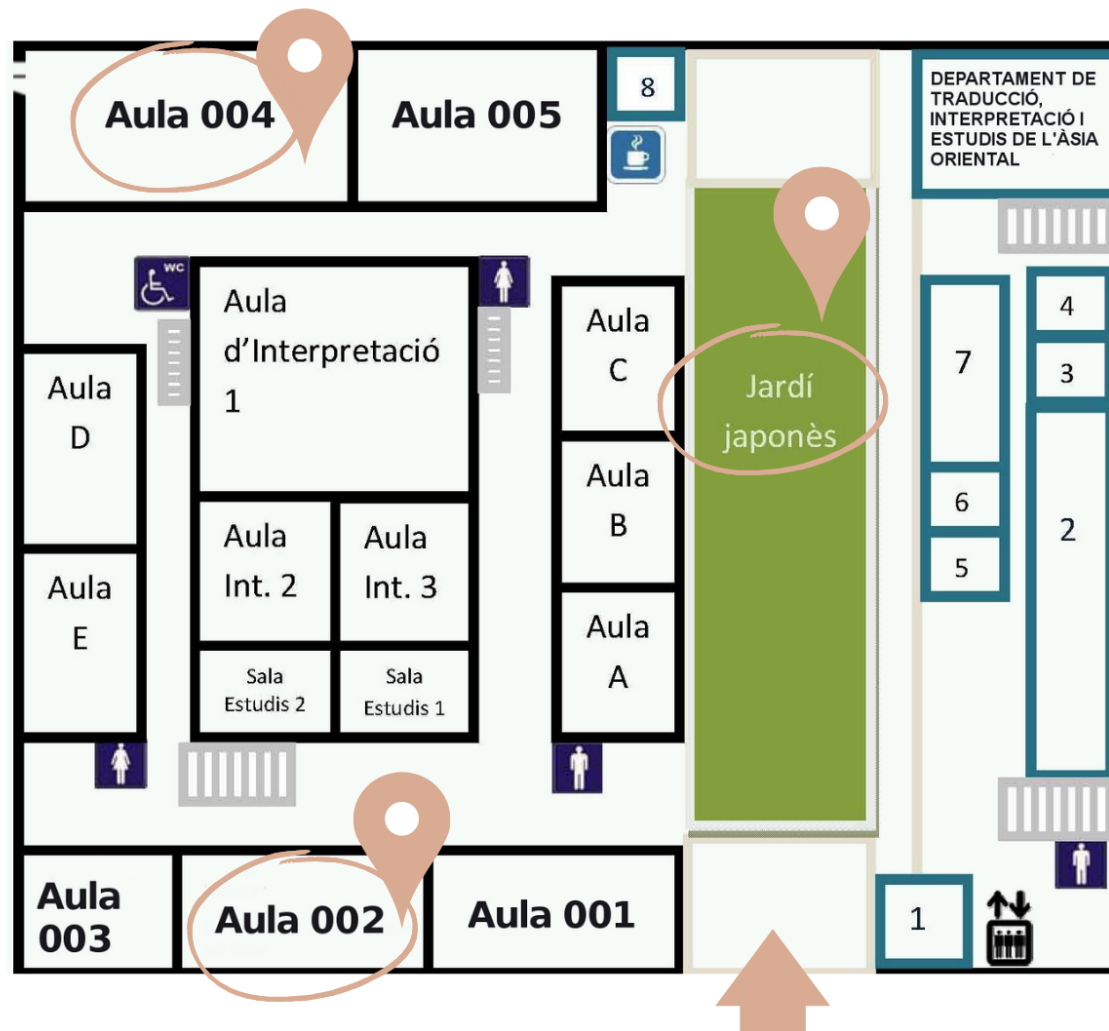 Aula 004
Aula 005
8
DEPARTAMENT DE
TRADUCCIÓ,
INTERPRETACIÓ I
ESTUDIS DE L'ÀSIA
ORIENTAL
WC
Aula
d'Interpretació
1
Aula
C
Jardí
japonès
7
4
3
Aula
D
Aula
B
6
2
Aula
Int. 2
Aula
Int. 3
5
Aula
E
Aula
A
Sala
Estudis 2
Sala
Estudis 1
Aula
003
Aula 002
Aula 001
1